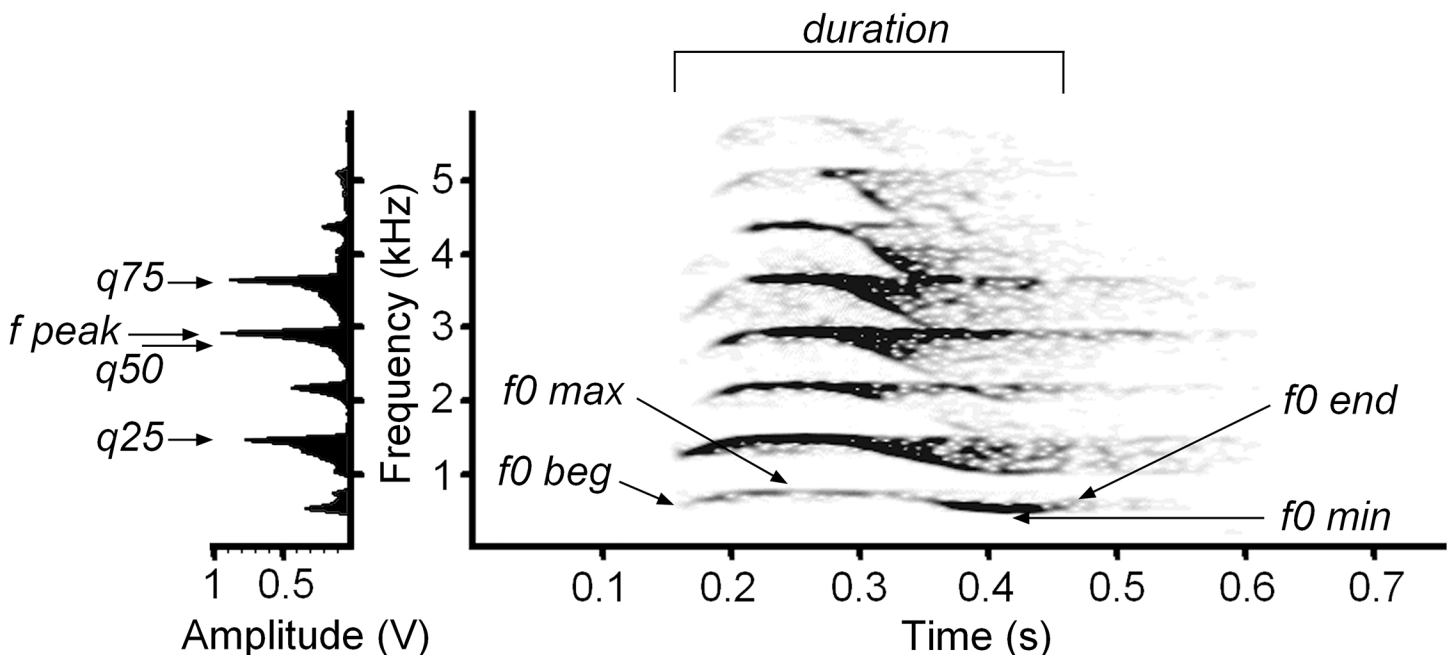 duration
5
4
3
2
1
Frequency (kHz)
q75
f peak
q50
q25
f0 max
f0 beg
f0 end
f0 min
1 0.5
0.1 0.2 0.3 0.4 0.5 0.6 0.7
Amplitude (V)
Time (s)